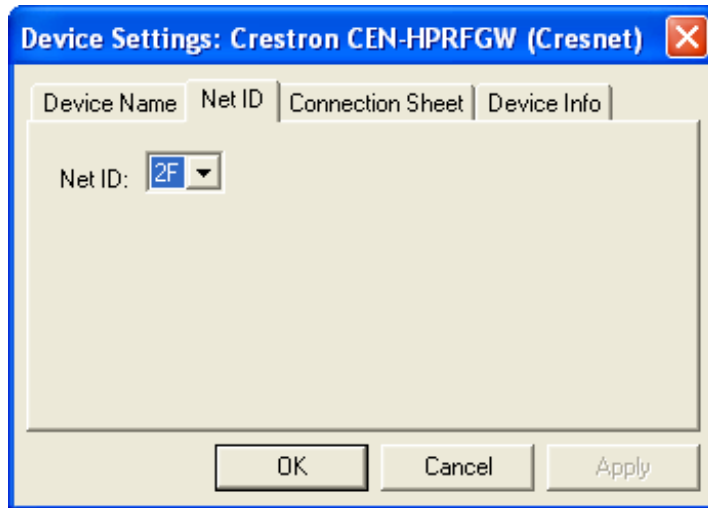 Device Settings: Crestron CEN-HPRFGW (Cresnet)
Device Name Net ID Connection Sheet Device Info
Net ID: 2F
OK Cancel Apply